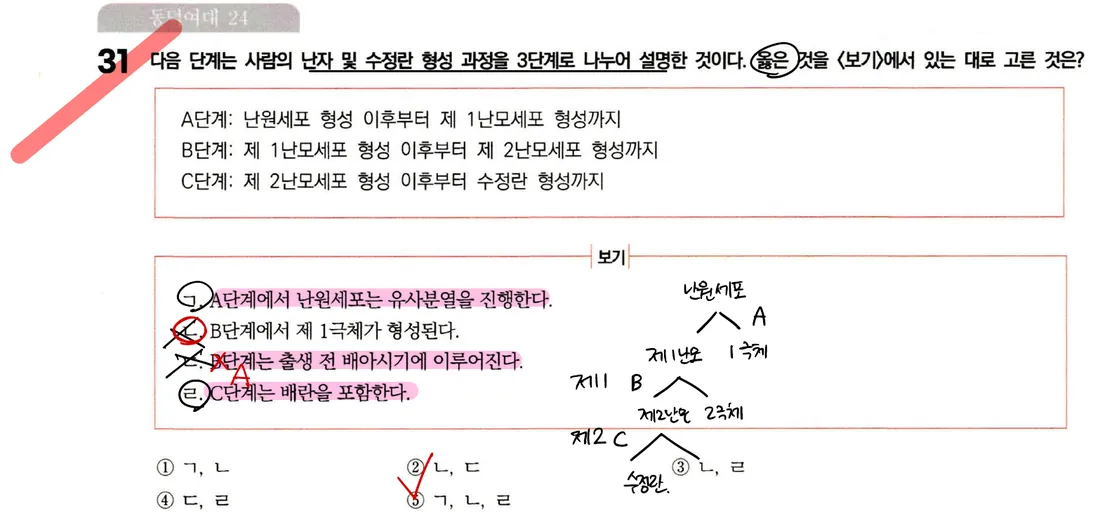 동덕여대 24
31 다음 단계는 사람의 난자 및 수정란 형성 과정을 3단계로 나누어 설명한 것이다. 옳은 것을 〈보기〉에서 있는 대로 고른 것은?
A단계: 난원세포 형성 이후부터 제 1난모세포 형성까지
B단계: 제 1난모세포 형성 이후부터 제 2난모세포 형성까지
C단계: 제 2난모세포 형성 이후부터 수정란 형성까지
보기
ㄱ. A단계에서 난원세포는 유사분열을 진행한다.
ㄴ. B단계에서 제 1극체가 형성된다.
ㄷ. B단계는 출생 전 배아시기에 이루어진다.
A
ㄹ. C단계는 배란을 포함한다.
난원세포
A
제1난모 1극체
제1 B
제2난모 2극체
제2 C
수정란.
① ㄱ, ㄴ
② ㄴ, ㄷ
③ ㄴ, ㄹ
④ ㄷ, ㄹ
⑤ ㄱ, ㄴ, ㄹ